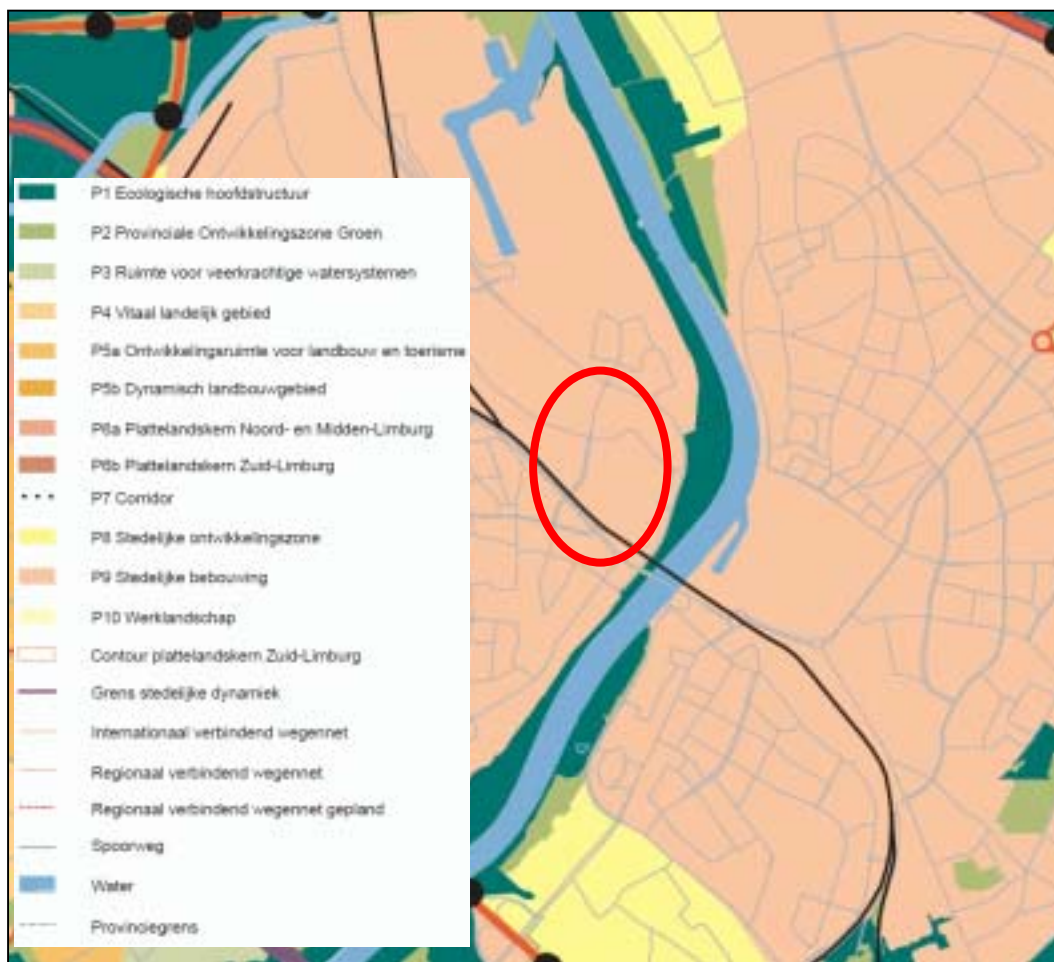 P1 Ecologische hoofdstructuur
P2 Provinciale Ontwikkelingszone Groen
P3 Ruimte voor veerkrachtige watersystemen
P4 Vitaal landelijk gebied
P5a Ontwikkelingsruimte voor landbouw en toerisme
P5b Dynamisch landbouwgebied
P6a Plattelandskern Noord- en Midden-Limburg
P6b Plattelandskern Zuid-Limburg
P7 Corridor
P8 Stedelijke ontwikkelingszone
P9 Stedelijke bebouwing
P10 Werklandschap
Contour plattelandskern Zuid-Limburg
Grens stedelijke dynamiek
Internationaal verbindend wegennet
Regionaal verbindend wegennet
Regionaal verbindend wegennet gepland
Spoorweg
Water
Provinciegrens